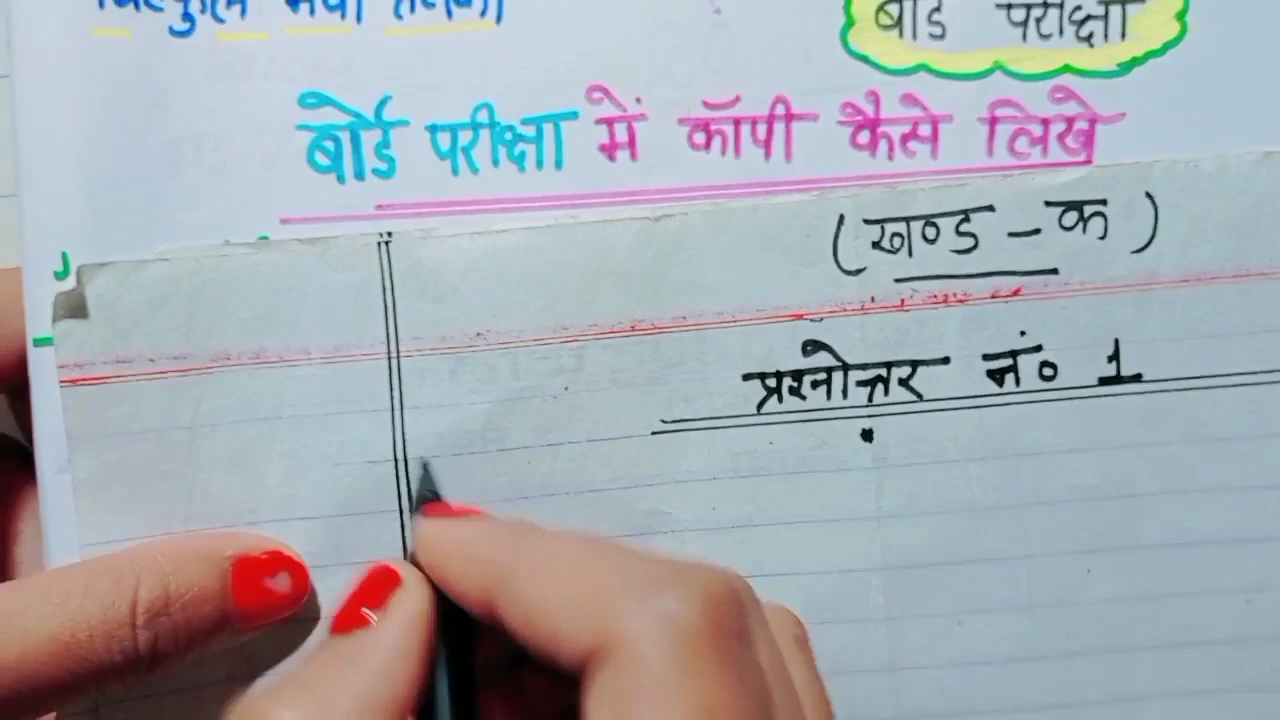 बोर्ड परीक्षा
बोर्ड परीक्षा में कॉपी कैसे लिखे
(खण्ड - क)
प्रश्नोत्तर नं० 1